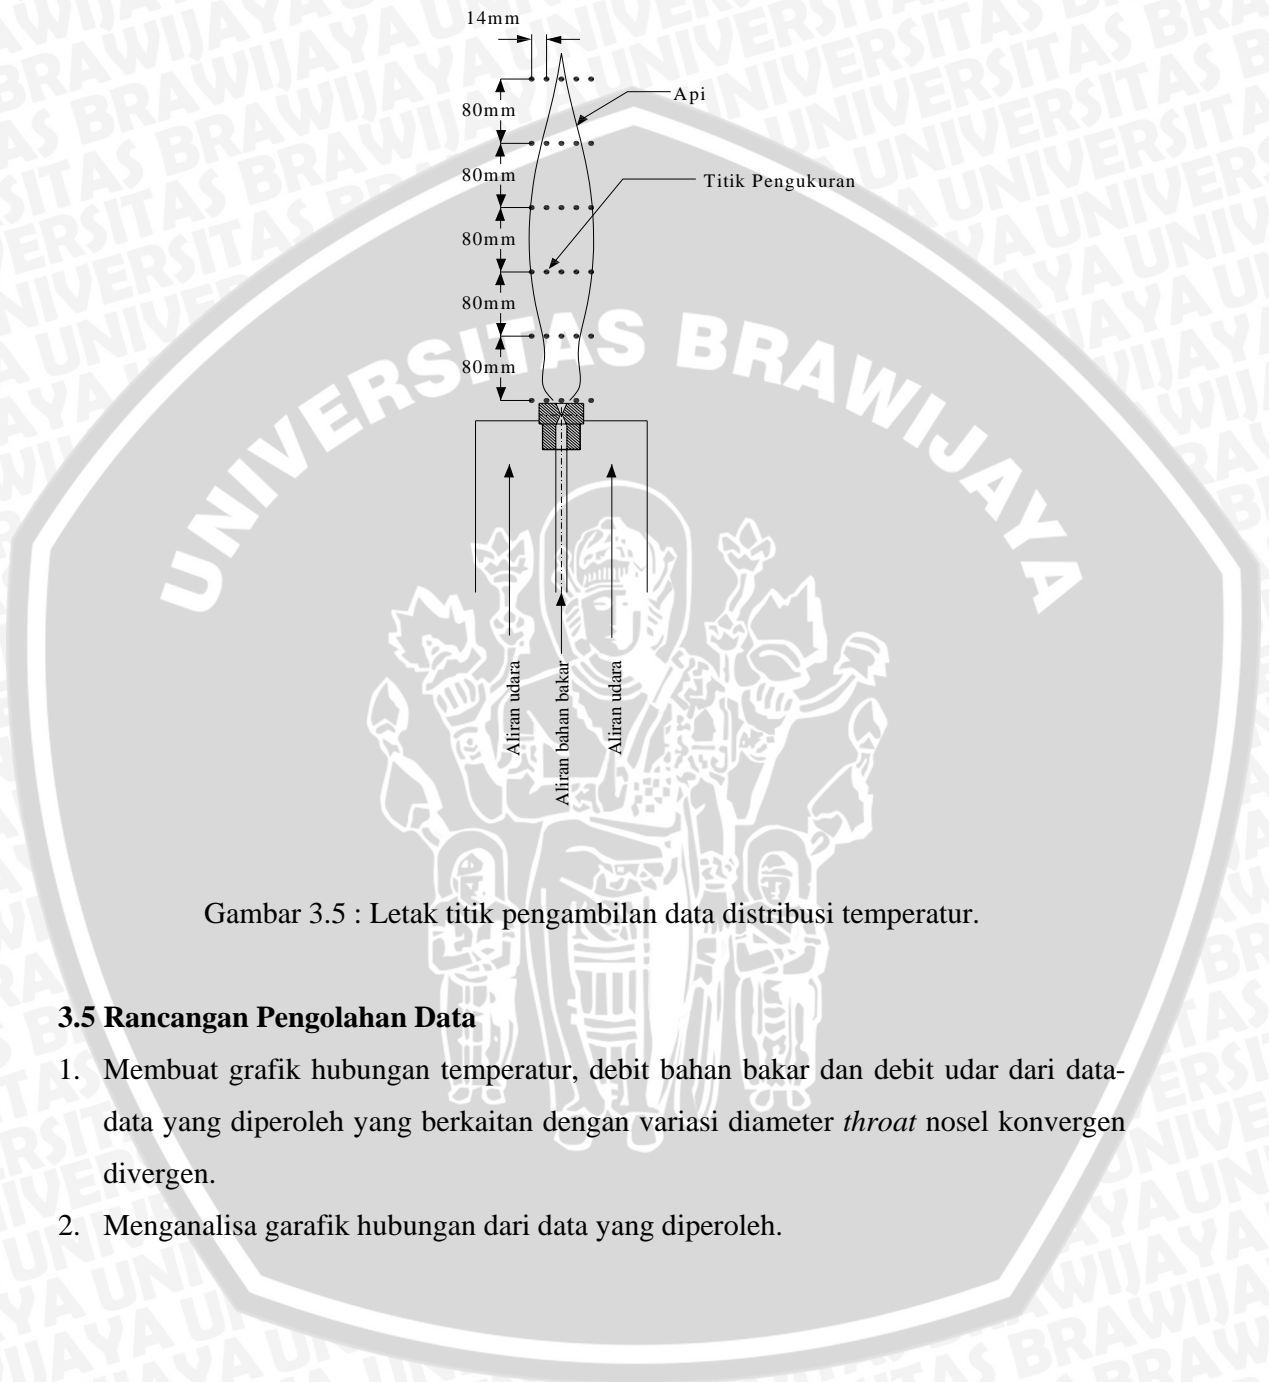 14mm
Api
80mm
80mm
Titik Pengukuran
80mm
80mm
80mm
UNIVERSITAS BRAWIJAYA
Aliran udara
Aliran bahan bakar
Aliran udara
Gambar 3.5 : Letak titik pengambilan data distribusi temperatur.
3.5 Rancangan Pengolahan Data
1. Membuat grafik hubungan temperatur, debit bahan bakar dan debit udar dari data-
data yang diperoleh yang berkaitan dengan variasi diameter throat nosel konvergen
divergen.
2. Menganalisa garafik hubungan dari data yang diperoleh.